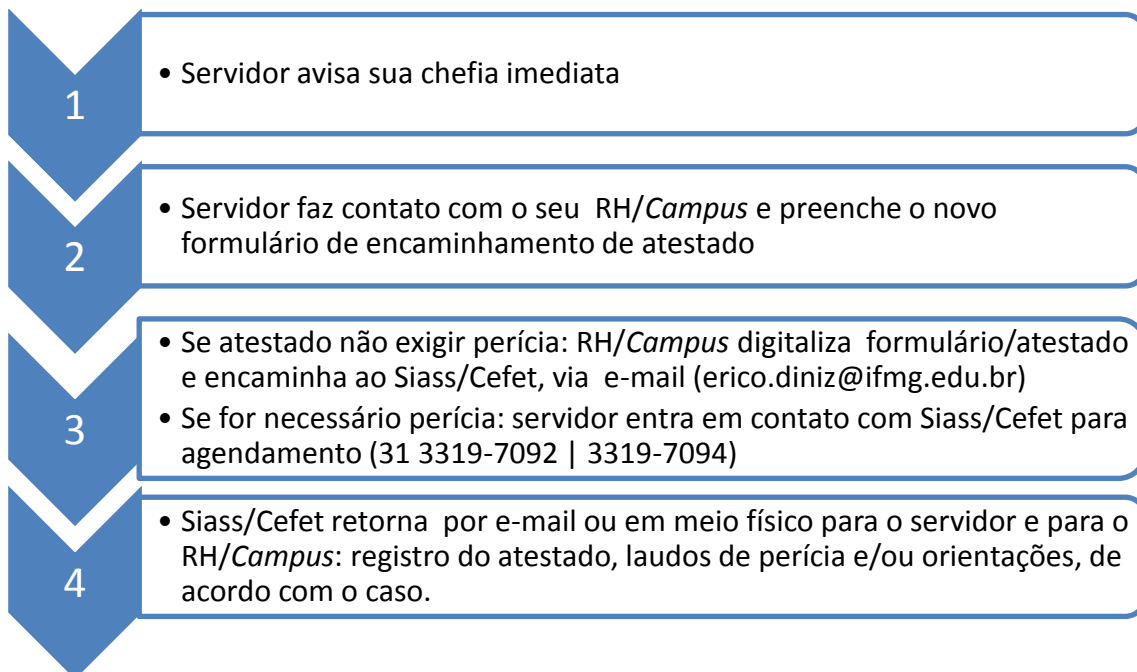 1
• Servidor avisa sua chefia imediata
2
• Servidor faz contato com o seu RH/Campus e preenche o novo
formulário de encaminhamento de atestado
3
• Se atestado não exigir perícia: RH/Campus digitaliza formulário/atestado
e encaminha ao Siass/Cefet, via e-mail (erico.diniz@ifmg.edu.br)
• Se for necessário perícia: servidor entra em contato com Siass/Cefet para
agendamento (31 3319-7092 | 3319-7094)
4
• Siass/Cefet retorna por e-mail ou em meio físico para o servidor e para o
RH/Campus: registro do atestado, laudos de perícia e/ou orientações, de
acordo com o caso.